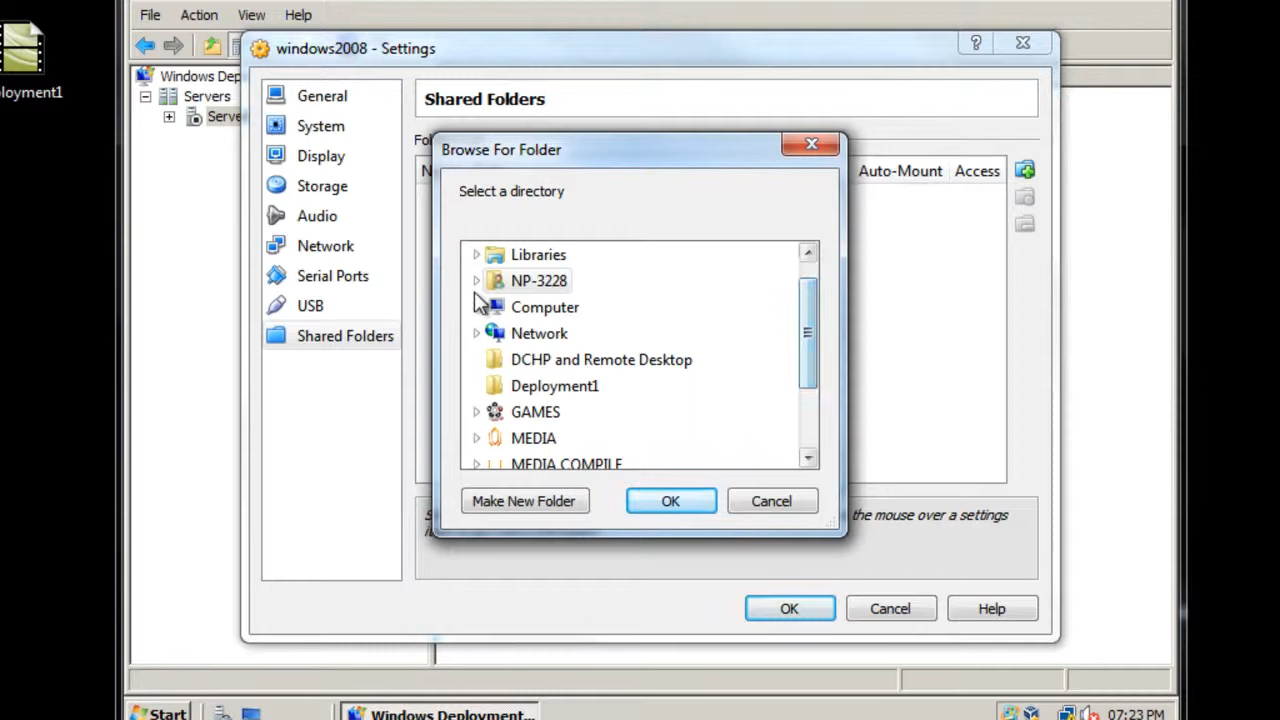 File Action View Help
windows2008 - Settings
loyment1
Windows Dep
Servers
Serve
General
System
Display
Storage
Audio
Network
Serial Ports
USB
Shared Folders
Shared Folders
Auto-Mount Access
Browse For Folder
Select a directory
Libraries
NP-3228
Computer
Network
DCHP and Remote Desktop
Deployment1
GAMES
MEDIA
MEDIA COMPILE
Make New Folder OK Cancel
the mouse over a settings
OK Cancel Help
Start Windows Deployment... 07:23 PM